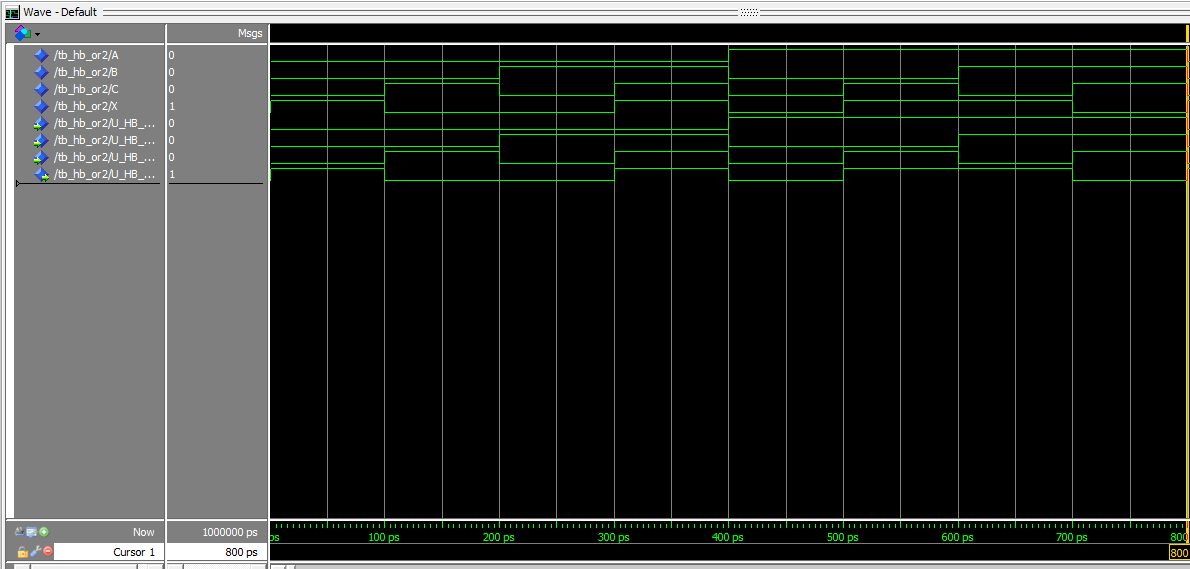 Wave - Default
Msgs
/tb_hb_or2/A 0
/tb_hb_or2/B 0
/tb_hb_or2/C 0
/tb_hb_or2/X 1
/tb_hb_or2/U_HB_... 0
/tb_hb_or2/U_HB_... 0
/tb_hb_or2/U_HB_... 0
/tb_hb_or2/U_HB_... 1
Now 1000000 ps ps 100 ps 200 ps 300 ps 400 ps 500 ps 600 ps 700 ps 800
Cursor 1 800 ps 800